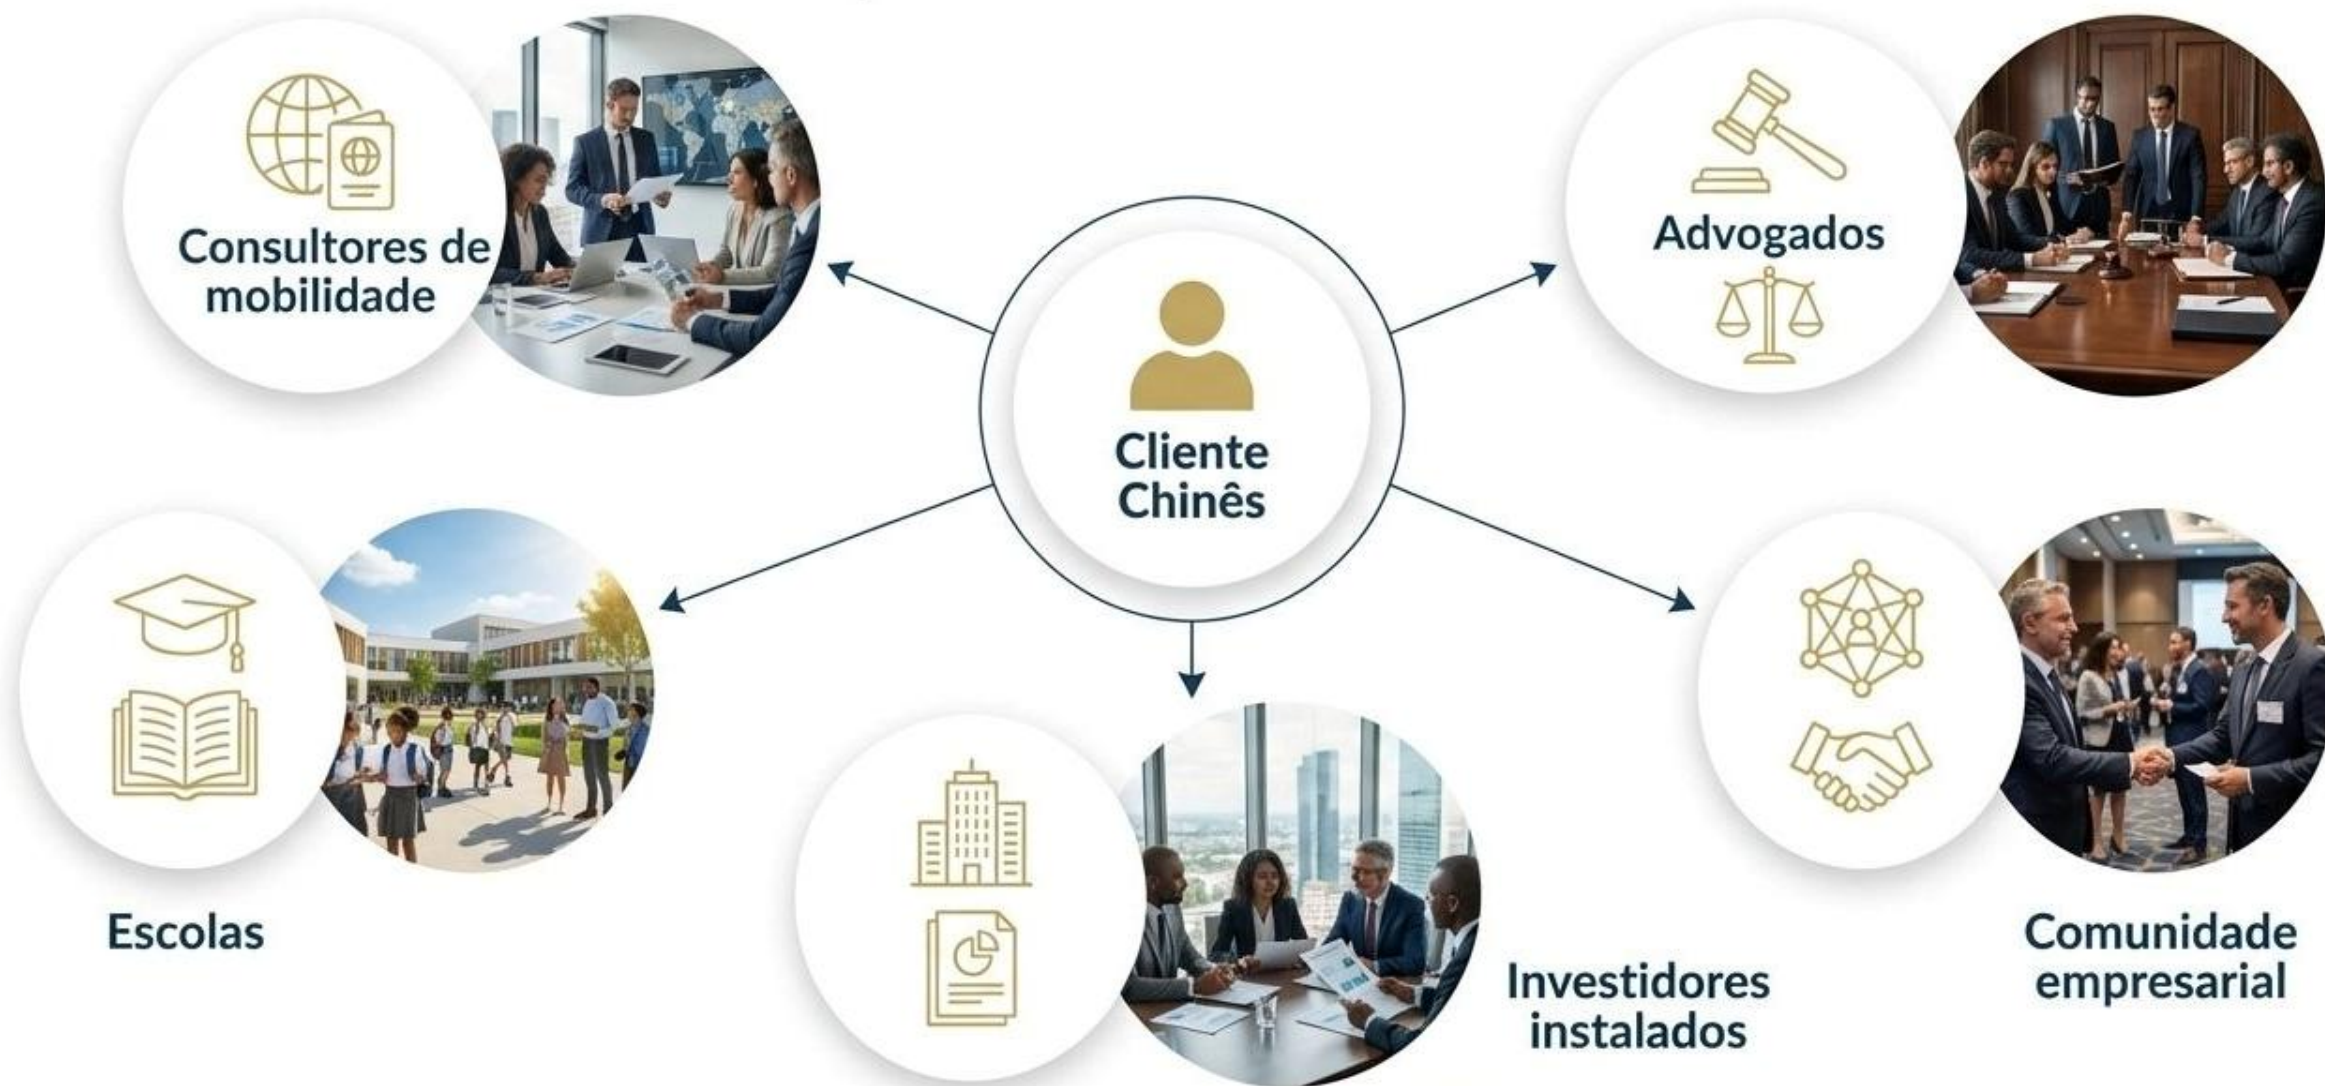 Consultores de
mobilidade
Advogados
Cliente
Chinês
Escolas
Investidores
instalados
Comunidade
empresarial